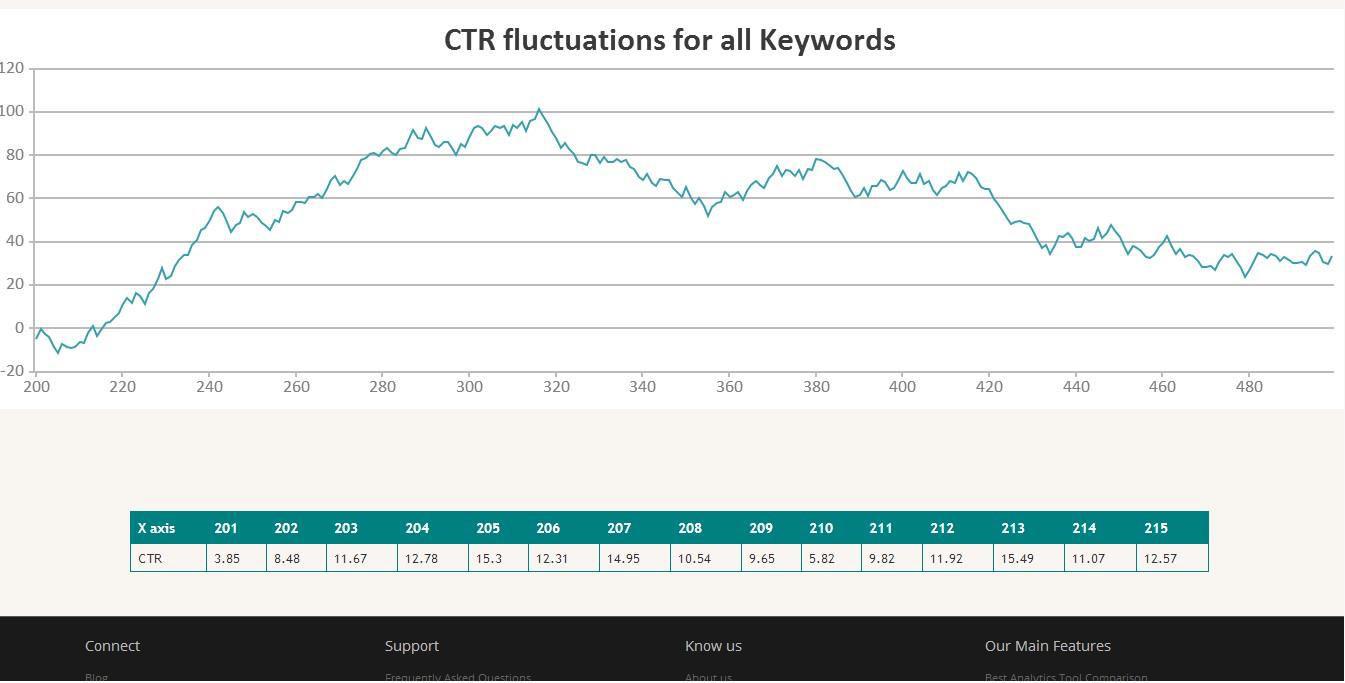 CTR fluctuations for all Keywords
120
100
80
60
40
20
0
-20
200 220 240 260 280 300 320 340 360 380 400 420 440 460 480
X axis 201 202 203 204 205 206 207 208 209 210 211 212 213 214 215
CTR 3.85 8.48 11.67 12.78 15.3 12.31 14.95 10.54 9.65 5.82 9.82 11.92 15.49 11.07 12.57
Connect Support Know us Our Main Features
Blog Frequently Asked Questions About us Best Analytics Tool Comparison